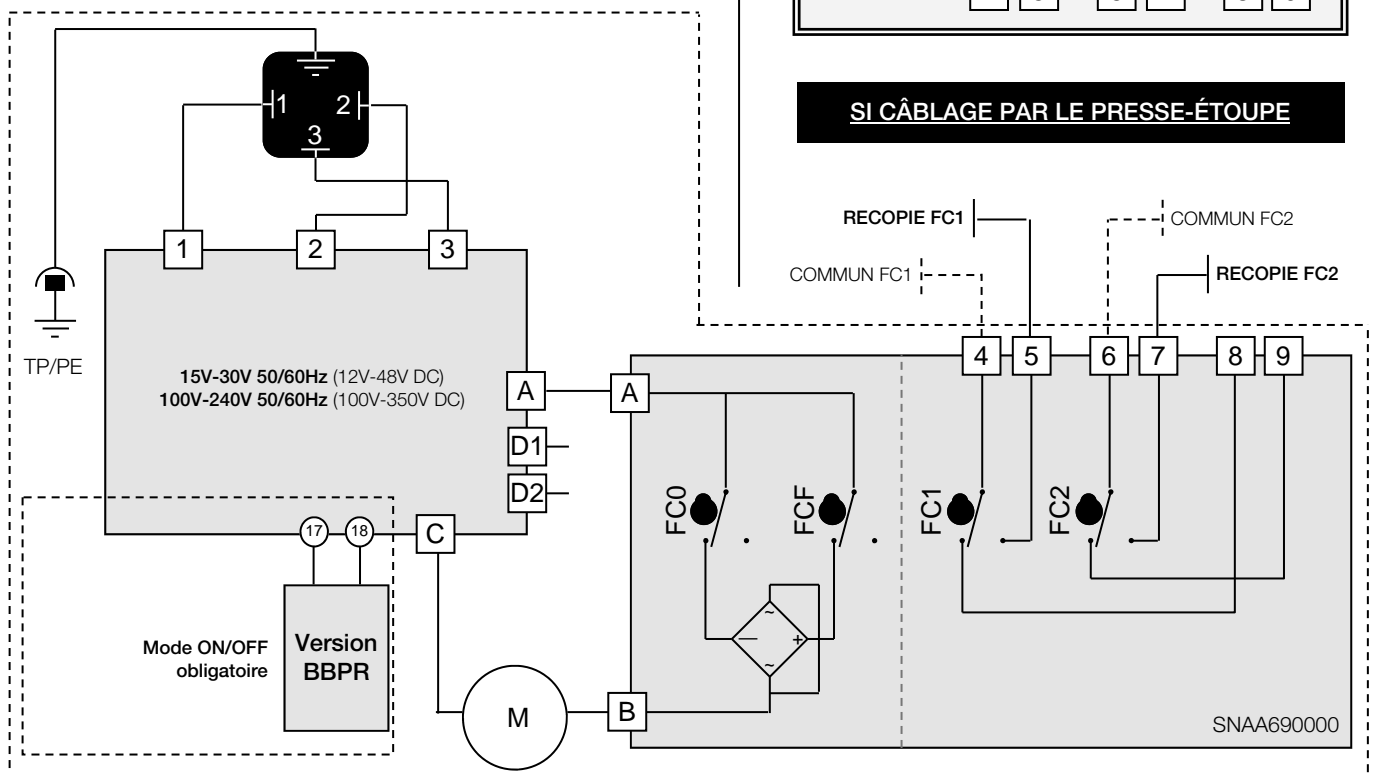 SI CÂBLAGE PAR LE PRESSE-ÉTOUPE
1
2
3
RECOPIE FC1
COMMUN FC2
COMMUN FC1
RECOPIE FC2
1
2
3
TP/PE
4
5
6
7
8
9
15V-30V 50/60Hz (12V-48V DC)
100V-240V 50/60Hz (100V-350V DC)
A
A
D1
D2
FC0
FCF
FC1
FC2
17
18
C
~
— +
~
Mode ON/OFF
obligatoire
Version
BBPR
M
B
SNAA690000